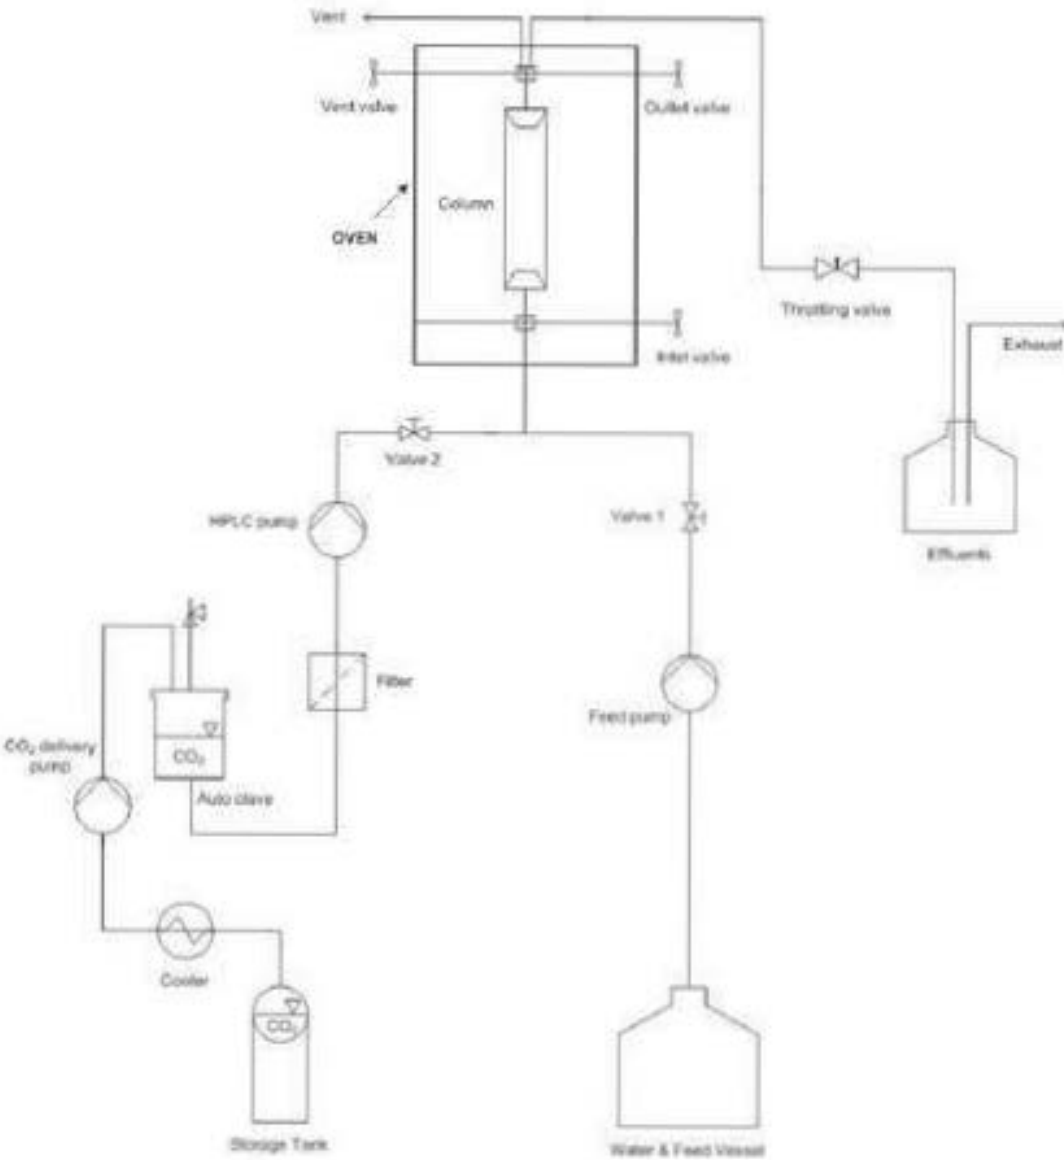 Vent
Vent valve
Outlet valve
Column
OVEN
Throttling valve
Exhaust
Inlet valve
Valve 2
HPLC pump
Valve 1
Effluents
Filter
Feed pump
CO₂ delivery
pump
CO₂
Auto clave
Cooler
CO₂
Storage Tank
Water & Feed Vessel